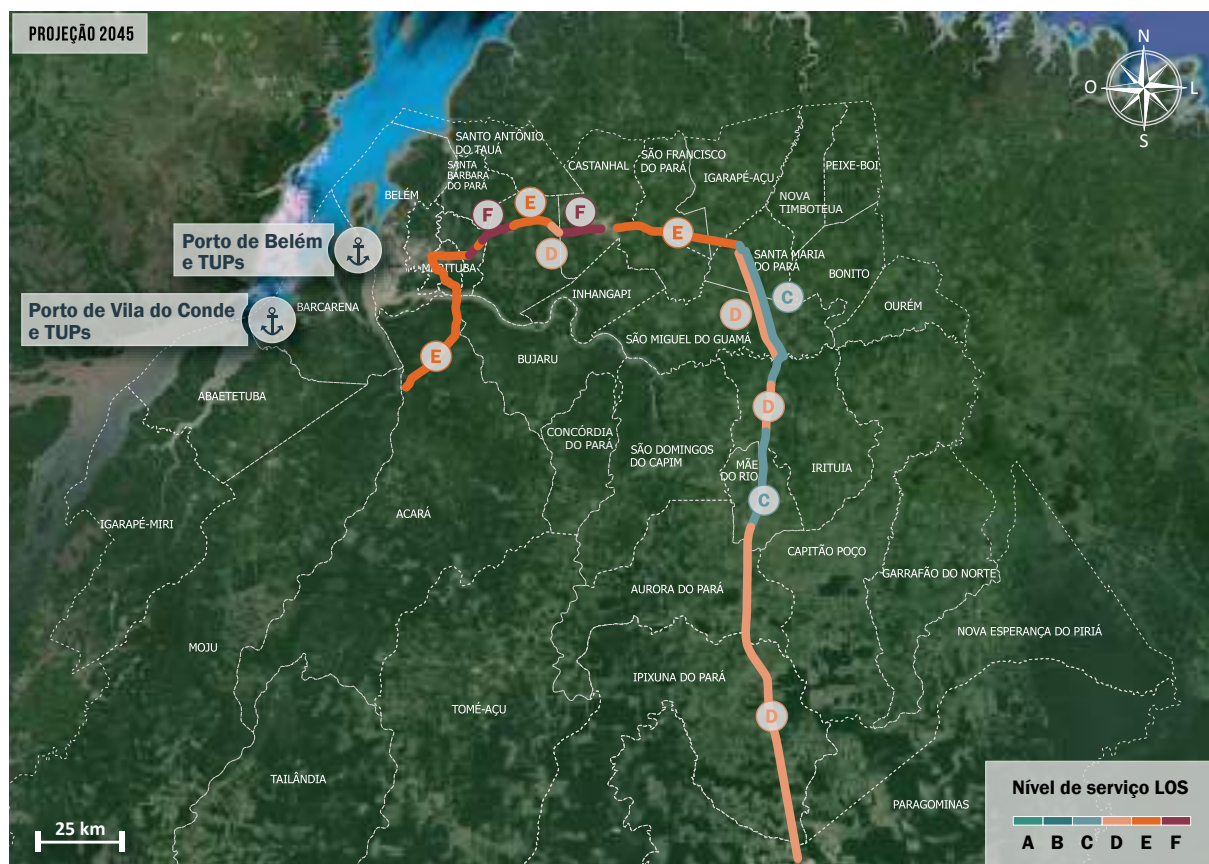 PROJEÇÃO 2045
N
O
L
S
SANTO ANTÔNIO
DO TAUÁ
SANTA
BÁRBARA
DO PARÁ
CASTANHAL
SÃO FRANCISCO
DO PARÁ
IGARAPÉ-AÇU
PEIXE-BOI
NOVA
TIMBOTEUA
BELÉM
F
E
F
D
E
Porto de Belém
e TUPs
MARITUBA
SANTA MARIA
DO PARÁ
BONITO
Porto de Vila do Conde
e TUPs
BARCARENA
INHANGAPI
C
OURÉM
D
SÃO MIGUEL DO GUAMÁ
E
BUJARU
ABAETETUBA
D
CONCÓRDIA
DO PARÁ
SÃO DOMINGOS
DO CAPIM
MÃE
DO RIO
IRITUIA
C
IGARAPÉ-MIRI
ACARÁ
CAPITÃO POÇO
GARRAFÃO DO NORTE
AURORA DO PARÁ
NOVA ESPERANÇA DO PIRIÁ
MOJU
IPIXUNA DO PARÁ
TOMÉ-AÇU
D
TAILÂNDIA
PARAGOMINAS
25 km
Nível de serviço LOS
A B C D E F